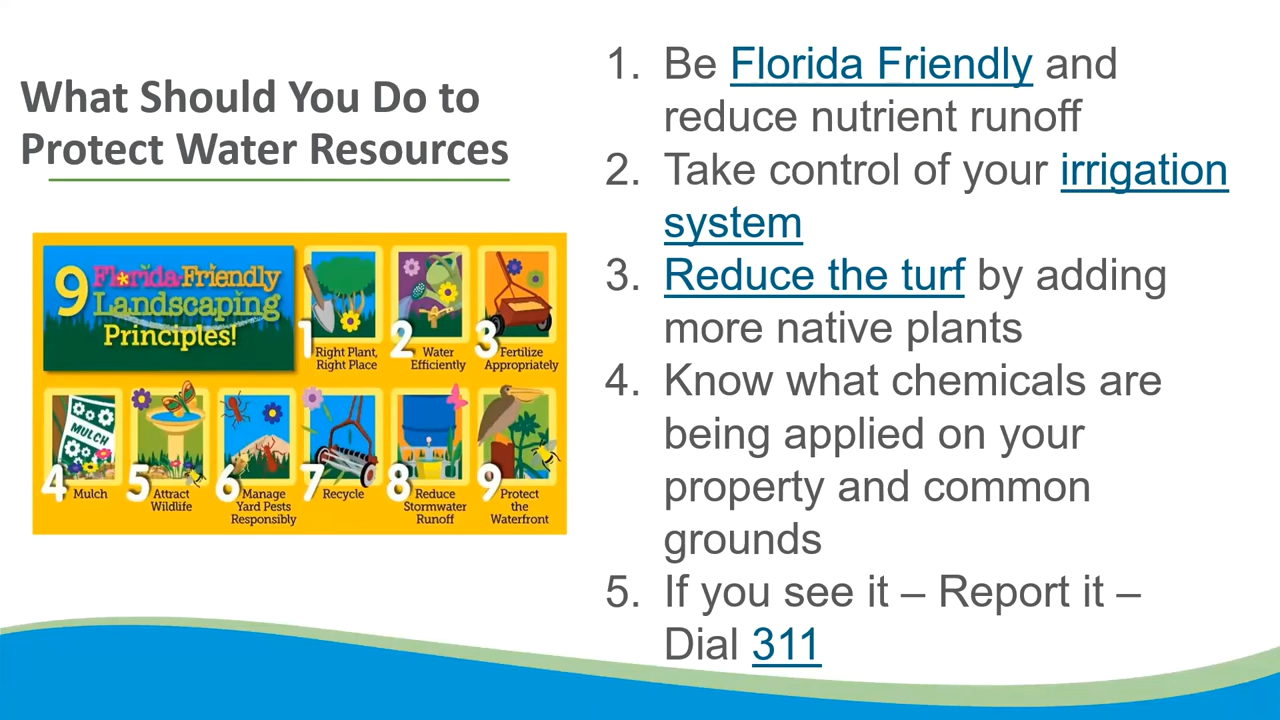 What Should You Do to
Protect Water Resources
9 Florida-Friendly
Landscaping
Principles!
1 Right Plant,
Right Place
2 Water
Efficiently
3 Fertilize
Appropriately
MULCH
4 Mulch
5 Attract
Wildlife
6 Manage
Yard Pests
Responsibly
7 Recycle
8 Reduce
Stormwater
Runoff
9 Protect
the
Waterfront
1. Be Florida Friendly and
reduce nutrient runoff
2. Take control of your irrigation
system
3. Reduce the turf by adding
more native plants
4. Know what chemicals are
being applied on your
property and common
grounds
5. If you see it – Report it –
Dial 311